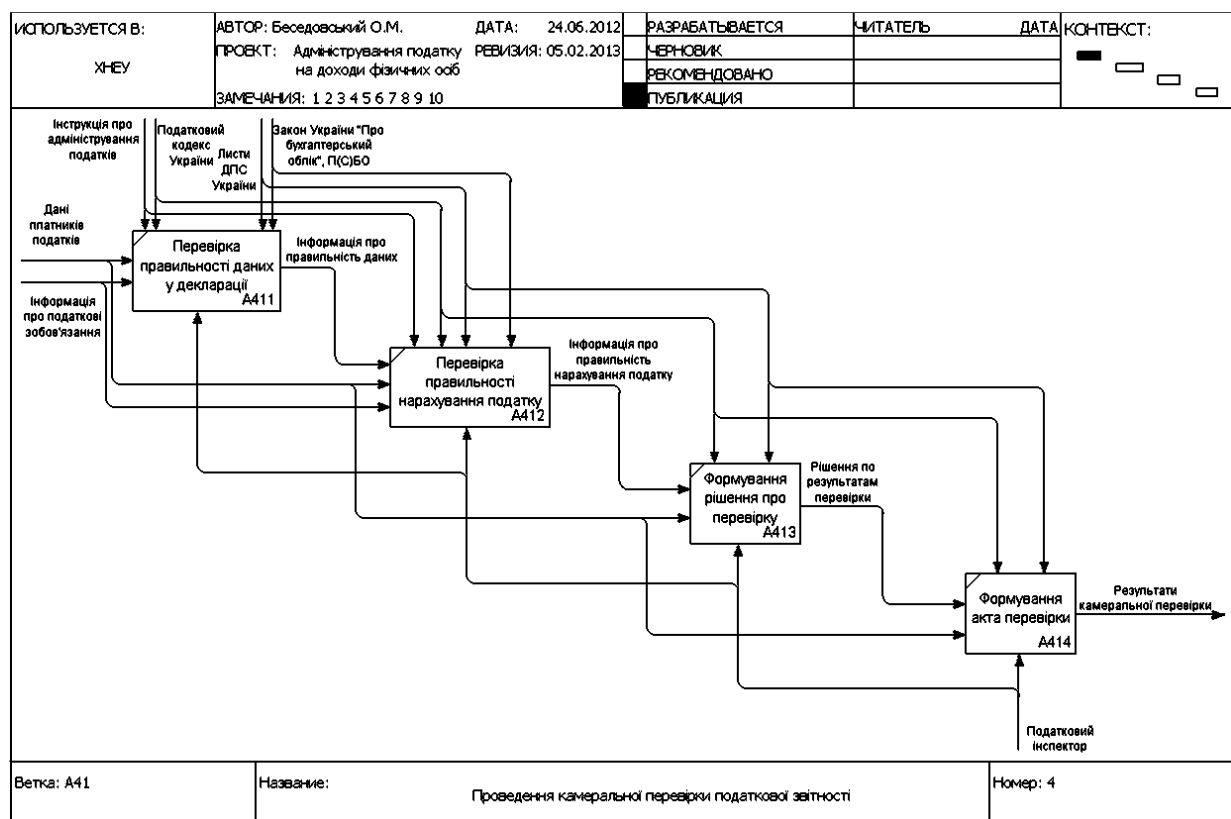 ИСПОЛЬЗУЕТСЯ В:
ХНЕУ
АВТОР: Беседовський О.М.
ДАТА: 24.06.2012
ПРОЕКТ: Адміністрування податку
на доходи фізичних осіб
РЕВИЗИЯ: 05.02.2013
ЗАМЕЧАНИЯ: 1 2 3 4 5 6 7 8 9 10
РАЗРАБАТЫВАЕТСЯ
ЧЕРНОВИК
РЕКОМЕНДОВАНО
ПУБЛИКАЦИЯ
ЧИТАТЕЛЬ
ДАТА
КОНТЕКСТ:
Інструкція про
адміністрування
податків
Податковий
кодекс
України
Листи
ДПС
України
Закон України "Про
бухгалтерський
облік", П(С)БО
Дані
платників
податків
Інформація
про податкові
зобов'язання
Перевірка
правильності даних
у декларації
A411
Інформація про
правильність даних
Перевірка
правильності
нарахування податку
A412
Інформація про
правильність
нарахування податку
Формування
рішення про
перевірку
A413
Рішення по
результатам
перевірки
Формування
акта перевірки
A414
Результати
камеральної перевірки
Податковий
інспектор
Ветка: A41
Название:
Проведення камеральної перевірки податкової звітності
Номер: 4